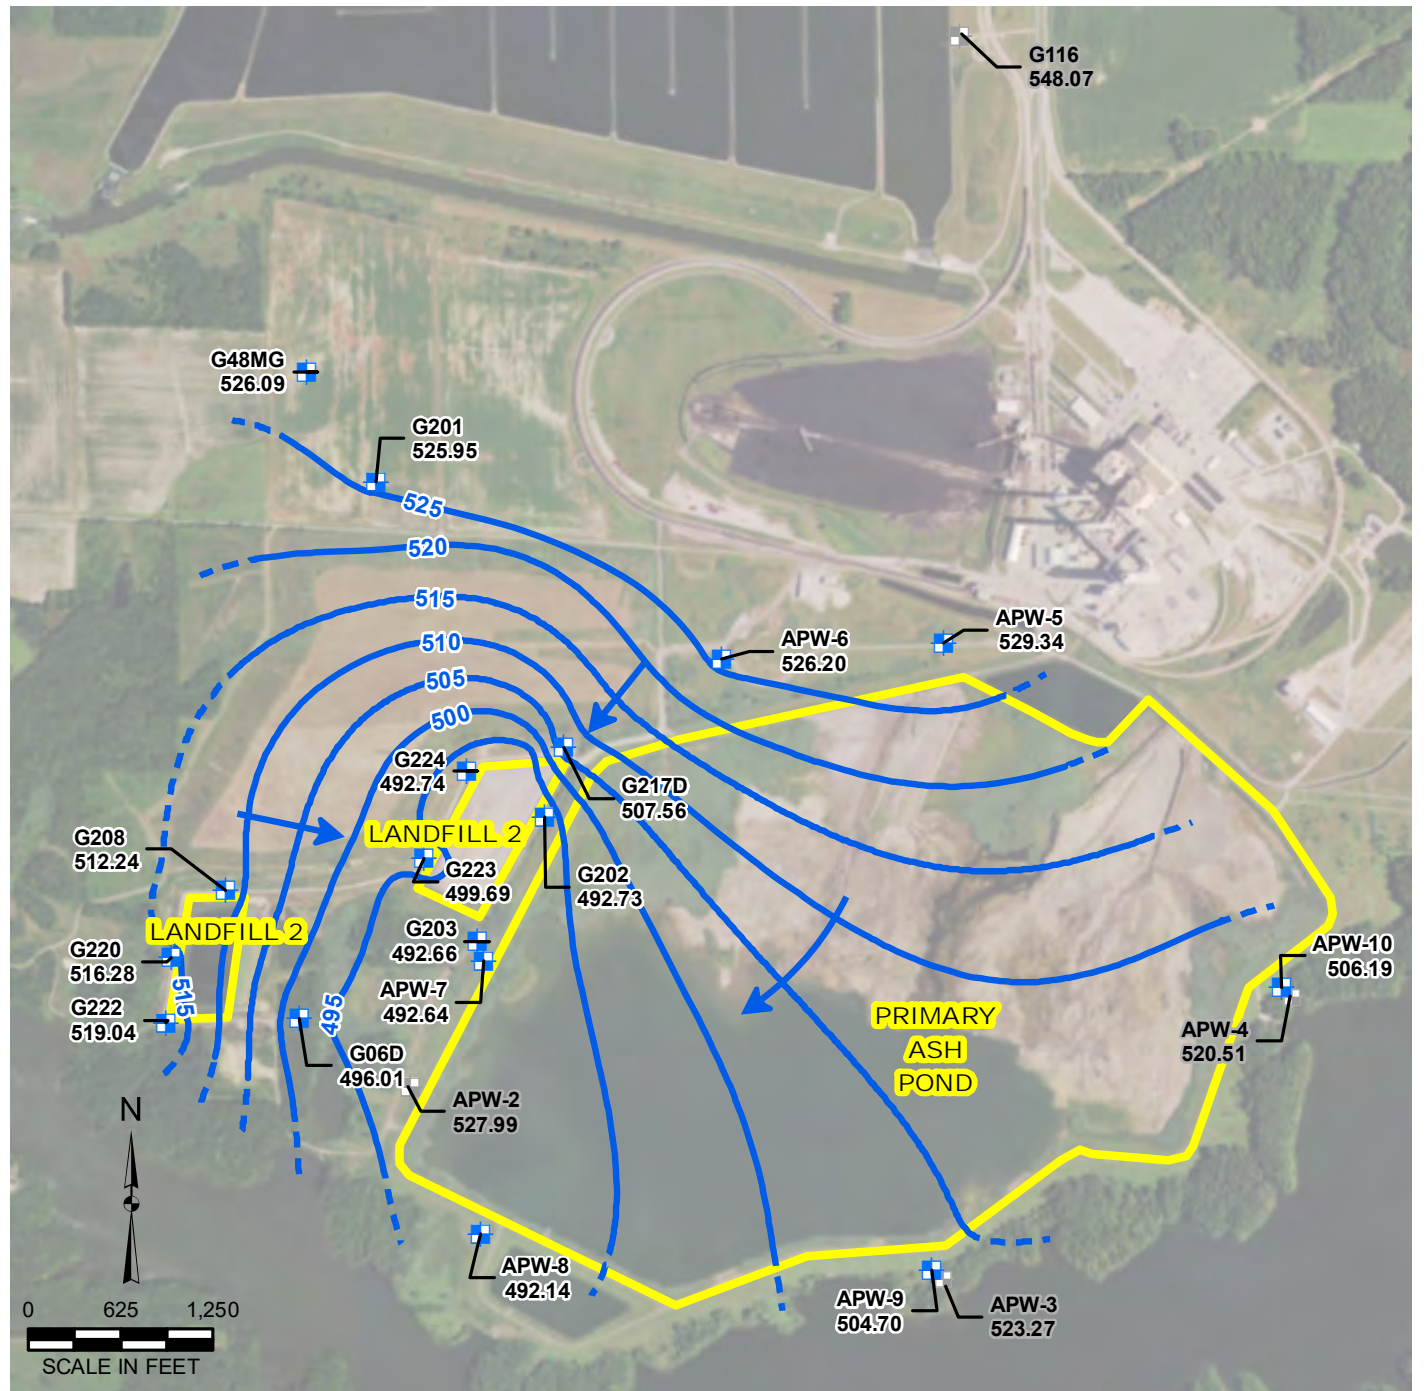 G116
548.07
G48MG
526.09
G201
525.95
525
520
515
510
505
500
APW-5
529.34
APW-6
526.20
G224
492.74
G217D
507.56
LANDFILL 2
G208
512.24
G223
499.69
G202
492.73
LANDFILL 2
G220
516.28
G203
492.66
APW-10
506.19
515
495
APW-7
492.64
G222
519.04
PRIMARY
ASH
POND
APW-4
520.51
G06D
496.01
APW-2
527.99
N
APW-8
492.14
APW-9
504.70
APW-3
523.27
0 625 1,250
SCALE IN FEET